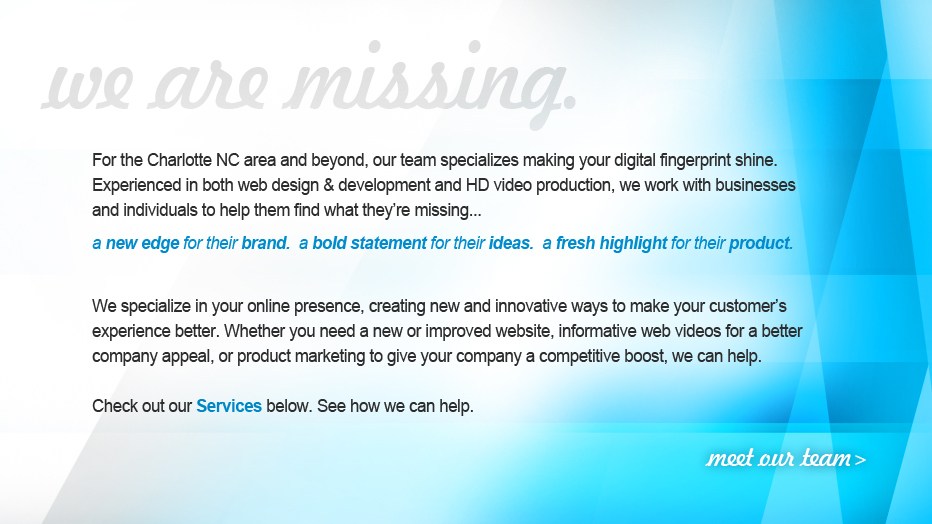 we are missing.
For the Charlotte NC area and beyond, our team specializes making your digital fingerprint shine.
Experienced in both web design & development and HD video production, we work with businesses
and individuals to help them find what they're missing...
a new edge for their brand.  a bold statement for their ideas.  a fresh highlight for their product.
We specialize in your online presence, creating new and innovative ways to make your customer's
experience better. Whether you need a new or improved website, informative web videos for a better
company appeal, or product marketing to give your company a competitive boost, we can help.
Check out our Services below. See how we can help.
meet our team >